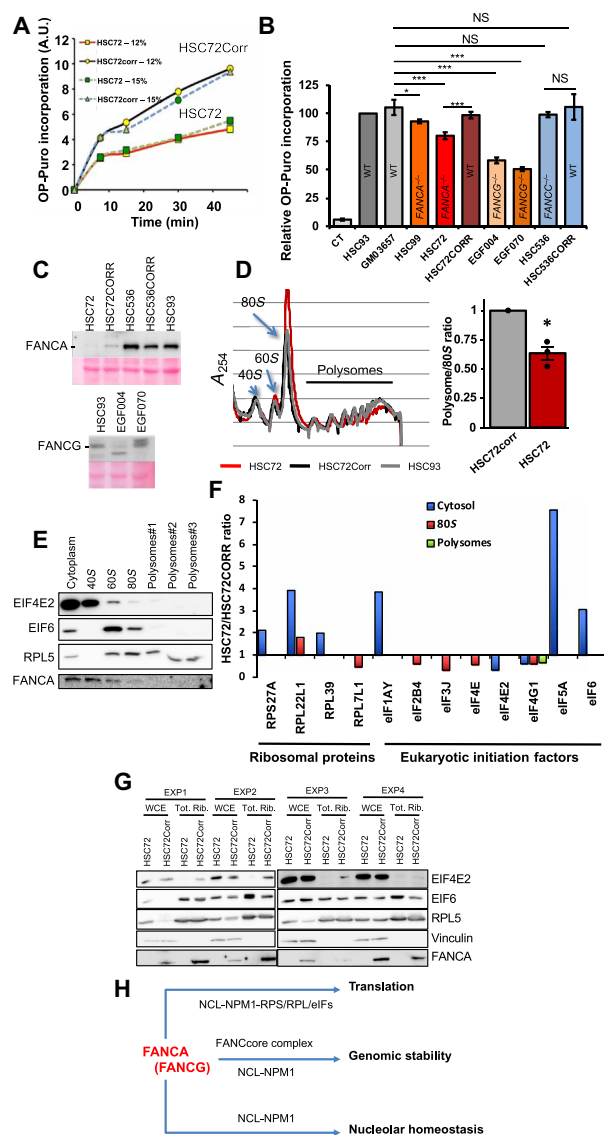 A
OP-Puro incorporation (A.U.)
12
10
8
6
4
2
0
HSC72 – 12%
HSC72corr – 12%
HSC72 – 15%
HSC72corr – 15%
HSC72Corr
HSC72
0 10 20 30 40 50
Time (min)
B
Relative OP-Puro incorporation
125
100
75
50
25
0
NS
NS
***
***
***
*
***
NS
WT
WT
FANCA−/−
FANCA−/−
WT
FANCG−/−
FANCG−/−
FANCC−/−
WT
CT
HSC93
GM03657
HSC99
HSC72
HSC72CORR
EGF004
EGF070
HSC536
HSC536CORR
C
HSC72
HSC72CORR
HSC536
HSC536CORR
HSC93
FANCA
HSC93
EGF004
EGF070
FANCG
D
A254
80S
60S
40S
Polysomes
HSC72 HSC72Corr HSC93
Polysome/80S ratio
1.0
0.8
0.6
0.4
0.2
0
*
HSC72corr
HSC72
E
Cytoplasm
40S
60S
80S
Polysomes#1
Polysomes#2
Polysomes#3
EIF4E2
EIF6
RPL5
FANCA
F
HSC72/HSC72CORR ratio
8
7
6
5
4
3
2
1
0
Cytosol
80S
Polysomes
RPS27A
RPL22L1
RPL39
RPL7L1
eIF1AY
eIF2B4
eIF3J
eIF4E
eIF4E2
eIF4G1
eIF5A
eIF6
Ribosomal proteins
Eukaryotic initiation factors
G
EXP1 EXP2 EXP3 EXP4
WCE Tot. Rib. WCE Tot. Rib. WCE Tot. Rib. WCE Tot. Rib.
HSC72
HSC72Corr
HSC72
HSC72Corr
HSC72
HSC72Corr
HSC72
HSC72Corr
HSC72
HSC72Corr
HSC72
HSC72Corr
HSC72
HSC72Corr
HSC72
HSC72Corr
EIF4E2
EIF6
RPL5
Vinculin
FANCA
H
Translation
NCL-NPM1-RPS/RPL/eIFs
FANCA
(FANCG)
FANCcore complex
Genomic stability
NCL-NPM1
NCL-NPM1
Nucleolar homeostasis